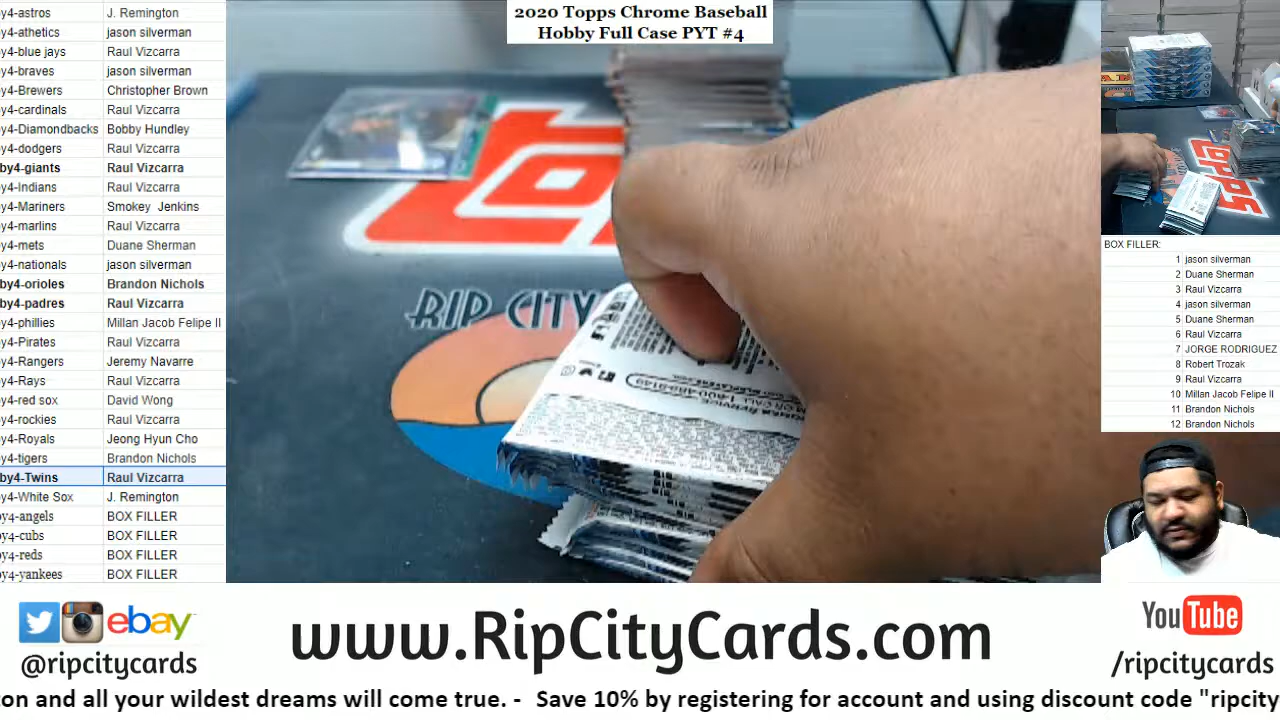 2020 Topps Chrome Baseball
Hobby Full Case PYT #4
y4-astros J. Remington
y4-athletics jason silverman
y4-blue jays Raul Vizcarra
y4-braves jason silverman
y4-Brewers Christopher Brown
y4-cardinals Raul Vizcarra
y4-Diamondbacks Bobby Hundley
y4-dodgers Raul Vizcarra
by4-giants Raul Vizcarra
y4-Indians Raul Vizcarra
y4-Mariners Smokey Jenkins
y4-marlins Raul Vizcarra
y4-mets Duane Sherman
y4-nationals jason silverman
by4-orioles Brandon Nichols
by4-padres Raul Vizcarra
y4-phillies Millan Jacob Felipe II
y4-Pirates Raul Vizcarra
y4-Rangers Jeremy Navarre
y4-Rays Raul Vizcarra
y4-red sox David Wong
y4-rockies Raul Vizcarra
y4-Royals Jeong Hyun Cho
y4-tigers Brandon Nichols
by4-Twins Raul Vizcarra
y4-White Sox J. Remington
y4-angels BOX FILLER
y4-cubs BOX FILLER
y4-reds BOX FILLER
y4-yankees BOX FILLER
RIP CITY
topps
BOX FILLER:
1 jason silverman
2 Duane Sherman
3 Raul Vizcarra
4 jason silverman
5 Duane Sherman
6 Raul Vizcarra
7 JORGE RODRIGUEZ
8 Robert Trozak
9 Raul Vizcarra
10 Millan Jacob Felipe II
11 Brandon Nichols
12 Brandon Nichols
ebay
@ripcitycards
www.RipCityCards.com
YouTube
/ripcitycards
on and all your wildest dreams will come true. - Save 10% by registering for account and using discount code "ripcity